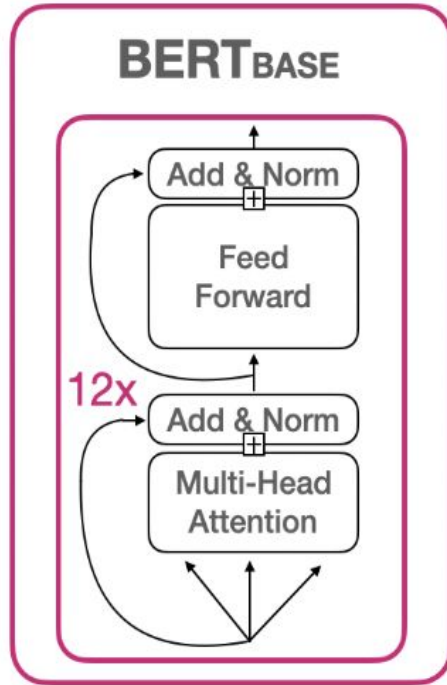 BERTBASE
Add & Norm
+
Feed
Forward
12x
Add & Norm
+
Multi-Head
Attention